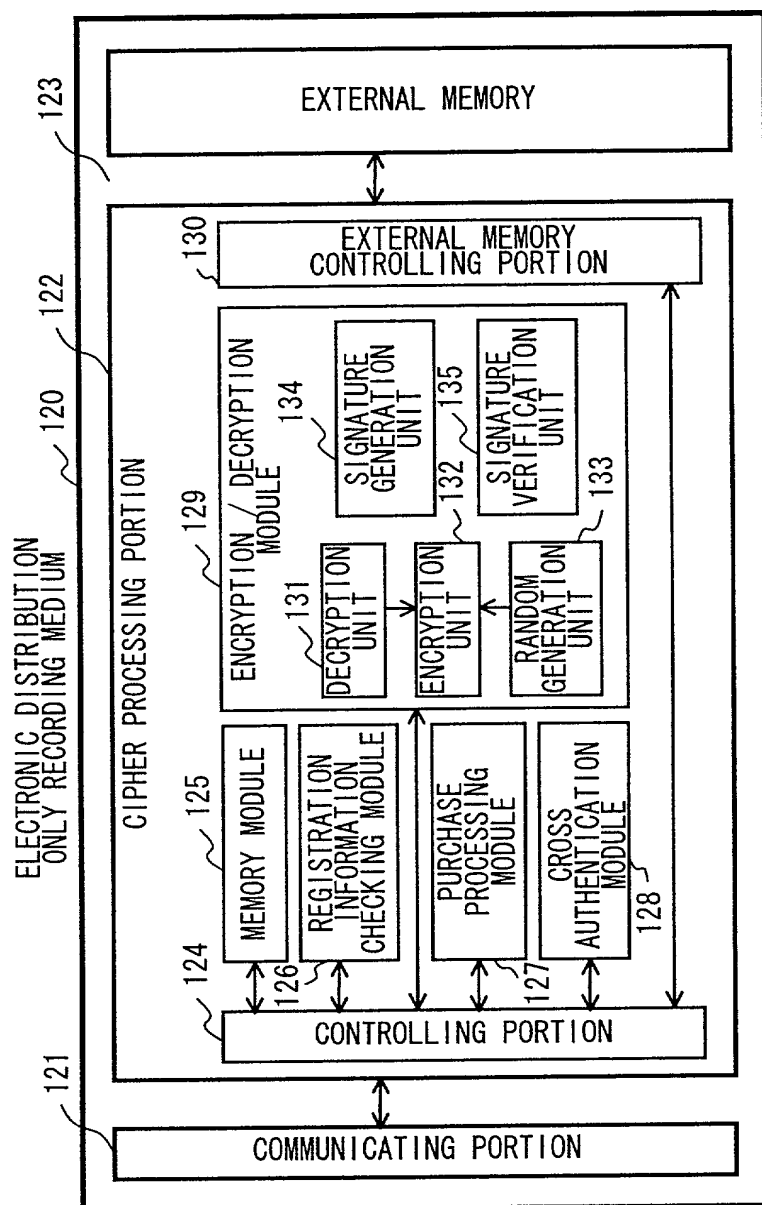 ELECTRONIC DISTRIBUTION
ONLY RECORDING MEDIUM
120
121
COMMUNICATING PORTION
122
CIPHER PROCESSING PORTION
124
CONTROLLING PORTION
125
MEMORY MODULE
126
REGISTRATION
INFORMATION
CHECKING MODULE
127
PURCHASE
PROCESSING
MODULE
128
CROSS
AUTHENTICATION
MODULE
129
ENCRYPTION / DECRYPTION
MODULE
131
DECRYPTION
UNIT
132
ENCRYPTION
UNIT
133
RANDOM
GENERATION
UNIT
134
SIGNATURE
GENERATION
UNIT
135
SIGNATURE
VERIFICATION
UNIT
130
EXTERNAL MEMORY
CONTROLLING PORTION
123
EXTERNAL MEMORY